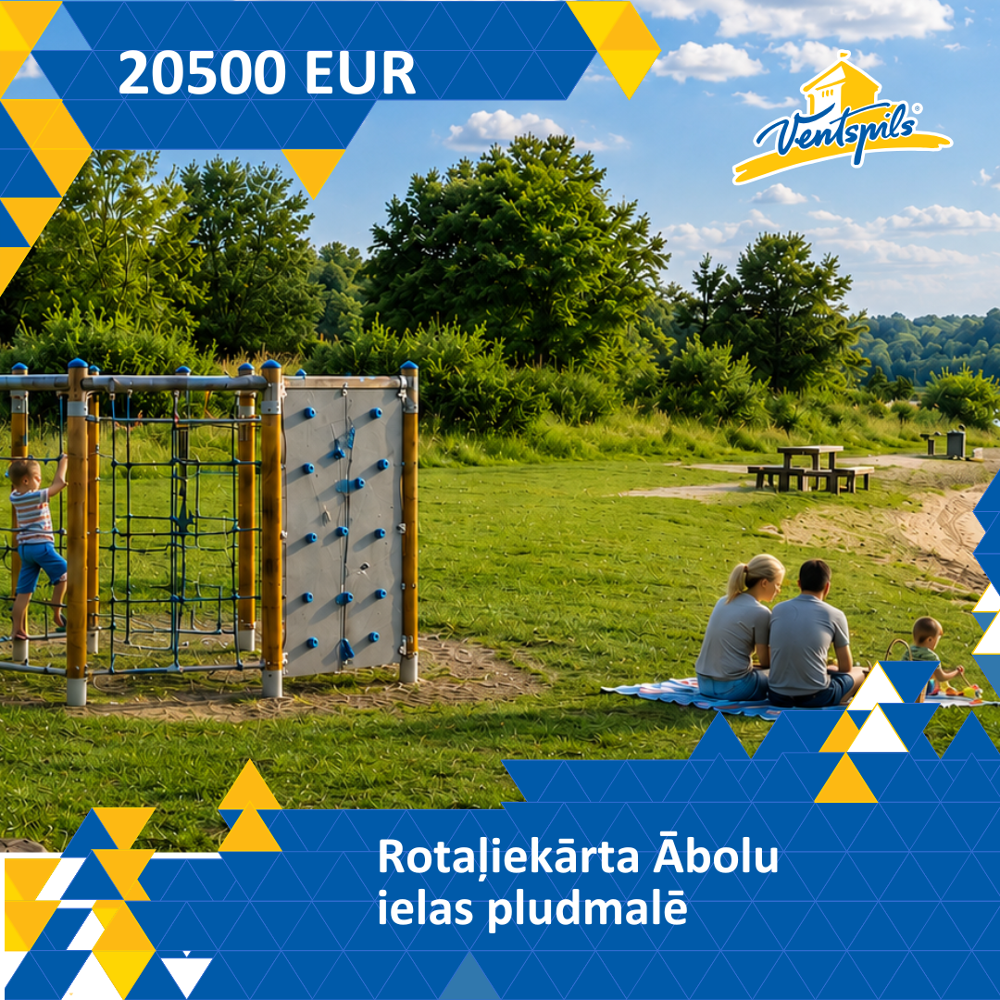 20500 EUR
Ventspils®
Rotaļiekārta Ābolu
ielas pludmalē